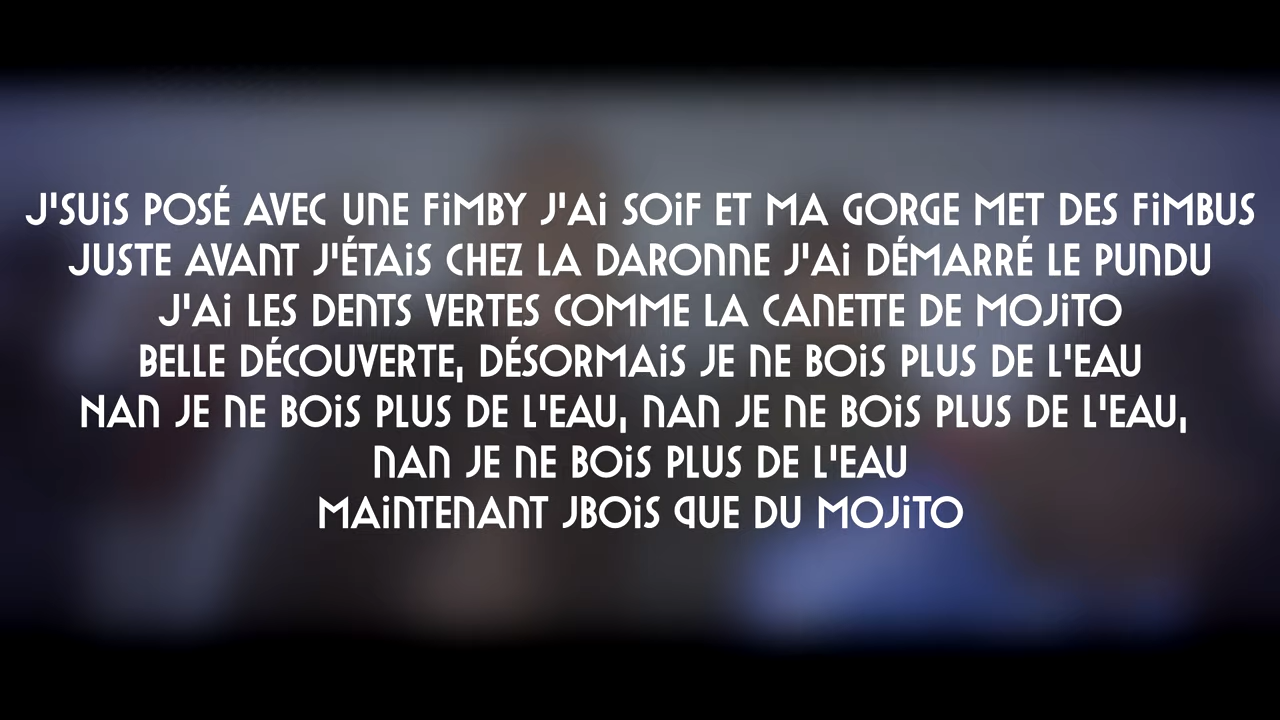 J'SUiS POSÉ AVEC UNE FiMBY J'Ai SOiF ET MA GORGE MET DES FiMBUS
JUSTE AVANT J'ÉTAiS CHEZ LA DARONNE J'Ai DÉMARRÉ LE PUNDU
J'Ai LES DENTS VERTES COMME LA CANETTE DE MOJiTO
BELLE DÉCOUVERTE, DÉSORMAiS JE NE BOiS PLUS DE L'EAU
NAN JE NE BOiS PLUS DE L'EAU, NAN JE NE BOiS PLUS DE L'EAU,
NAN JE NE BOiS PLUS DE L'EAU
MAiNTENANT JBOiS QUE DU MOJiTO